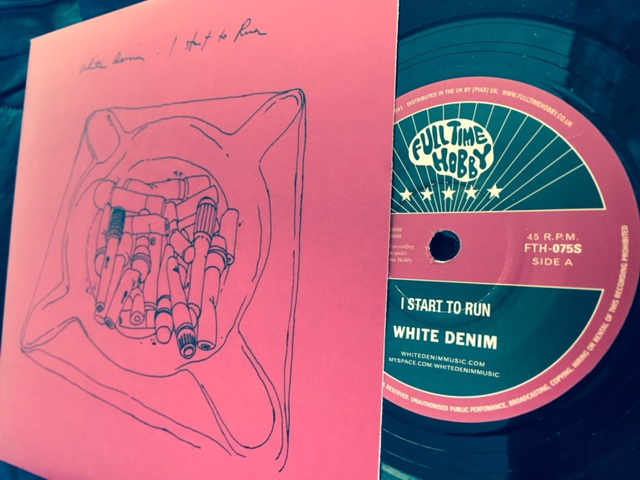 white denim. I start to Run
DISTRIBUTED IN THE UK BY [PIAS] UK. WWW.FULLTIMEHOBBY.CO.UK
FULL TIME
HOBBY
45 R.P.M.
FTH-075S
SIDE A
I START TO RUN
WHITE DENIM
WHITEDENIMMUSIC.COM
MYSPACE.COM/WHITEDENIMMUSIC
RESERVED. UNAUTHORISED PUBLIC PERFOMANCE, BROADCASTING, COPYING, HIRING OR RENTAL OF THIS RECORDING PROHIBITED